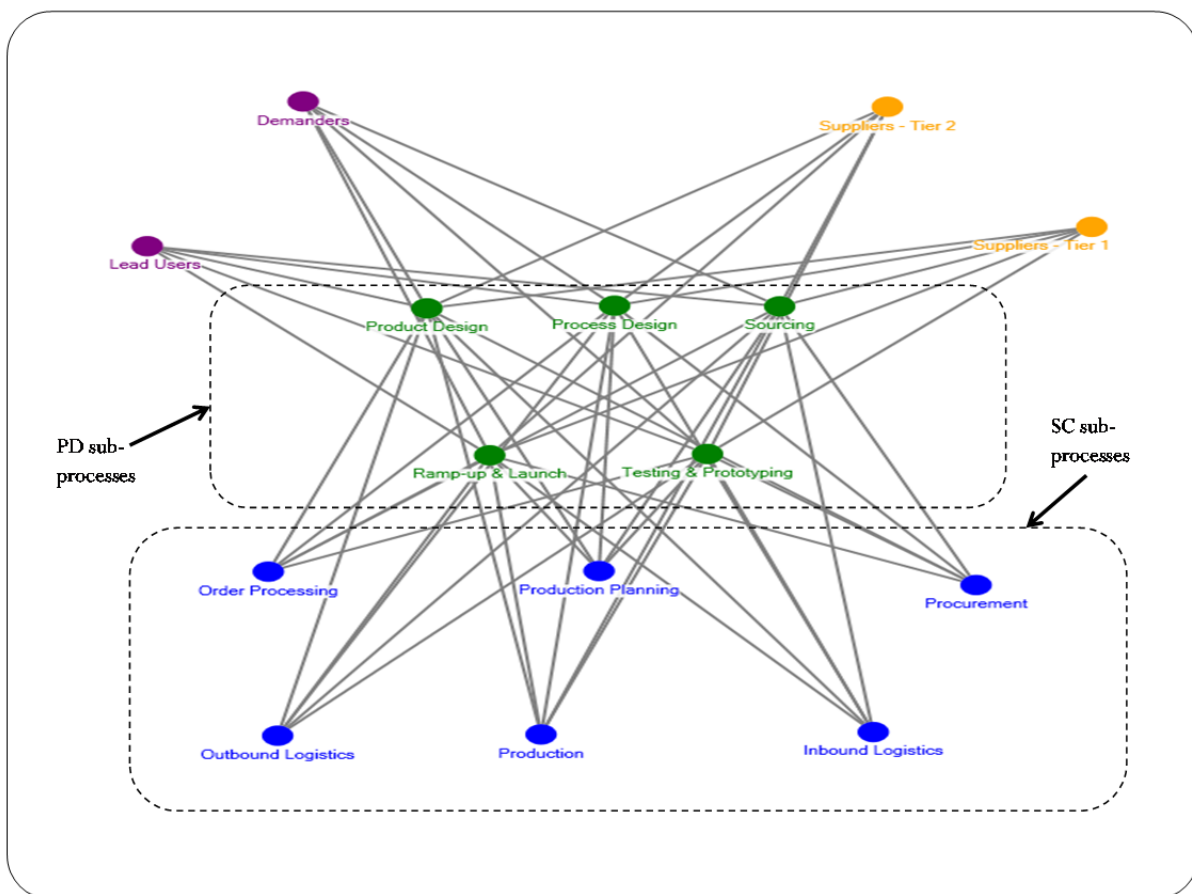 Demanders
Suppliers - Tier 2
Lead Users
Suppliers - Tier 1
Product Design
Process Design
Sourcing
PD sub-
processes
SC sub-
processes
Ramp-up & Launch
Testing & Prototyping
Order Processing
Production Planning
Procurement
Outbound Logistics
Production
Inbound Logistics